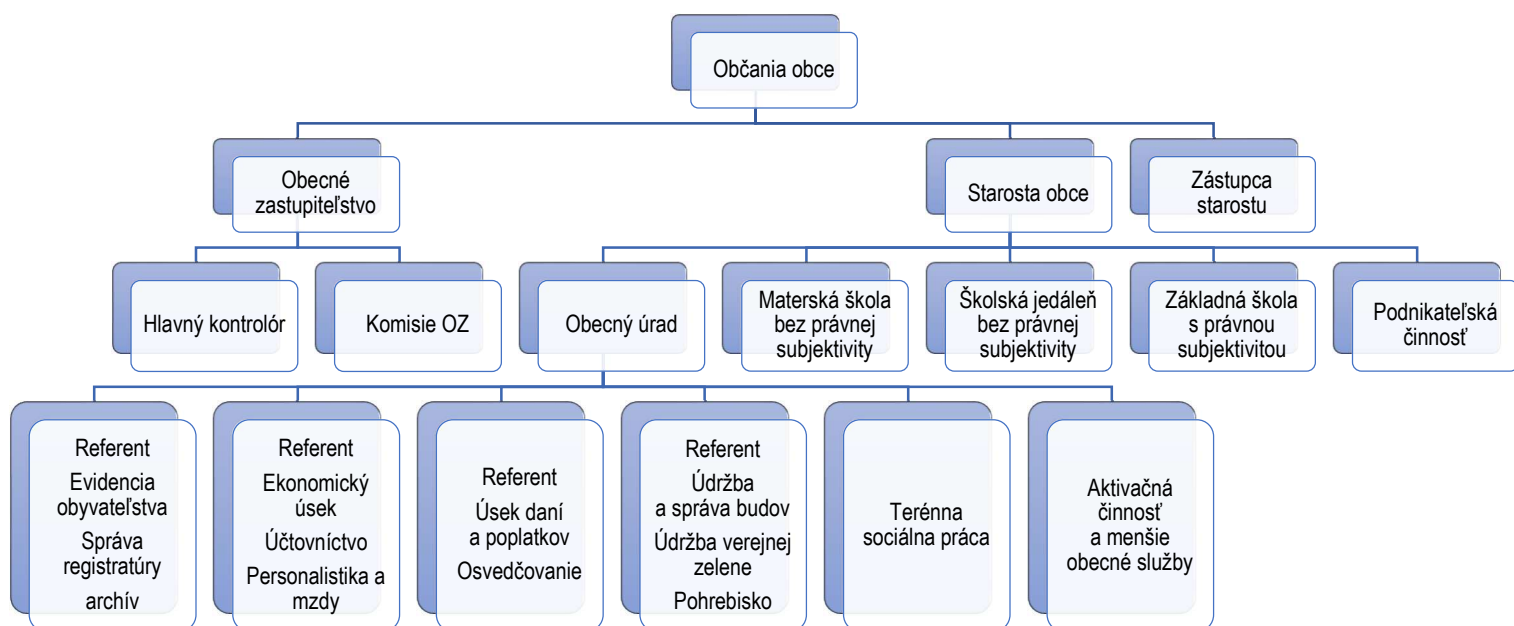 Občania obce
Obecné
zastupiteľstvo
Starosta obce
Zástupca
starostu
Hlavný kontrolór
Komisie OZ
Obecný úrad
Materská škola
bez právnej
subjektivity
Školská jedáleň
bez právnej
subjektivity
Základná škola
s právnou
subjektivitou
Podnikateľská
činnosť
Referent
Evidencia
obyvateľstva
Správa
registratúry
archív
Referent
Ekonomický
úsek
Účtovníctvo
Personalistika a
mzdy
Referent
Úsek daní
a poplatkov
Osvedčovanie
Referent
Údržba
a správa budov
Údržba verejnej
zelene
Pohrebisko
Terénna
sociálna práca
Aktivačná
činnosť
a menšie
obecné služby